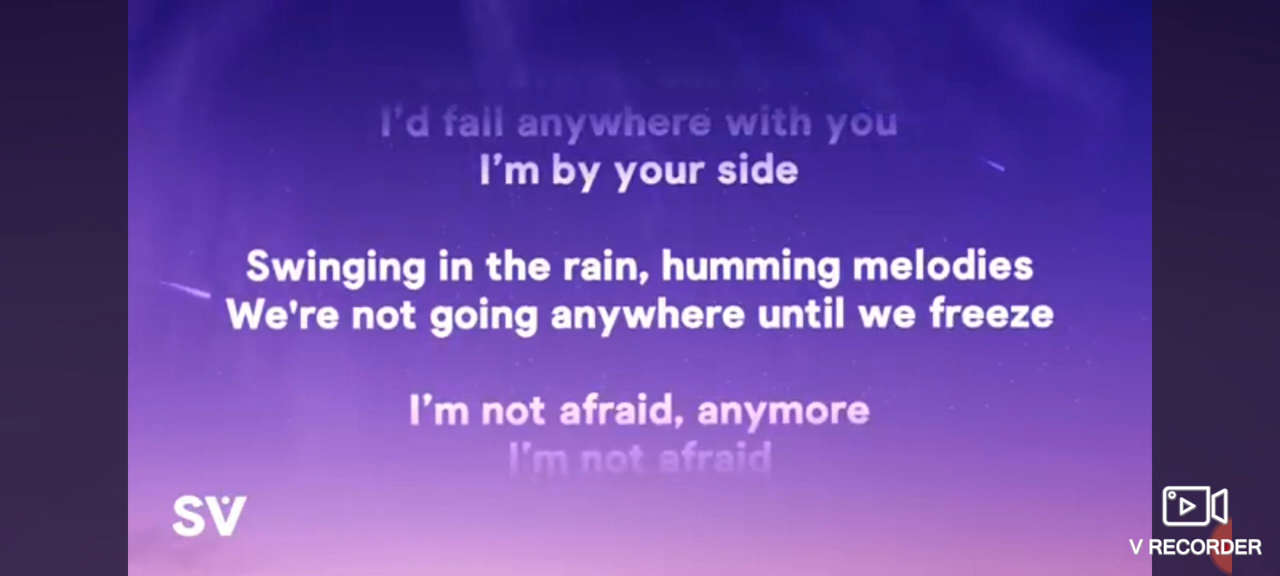 I'd fall anywhere with you
I'm by your side
Swinging in the rain, humming melodies
We're not going anywhere until we freeze
I'm not afraid, anymore
I'm not afraid
SV
V RECORDER